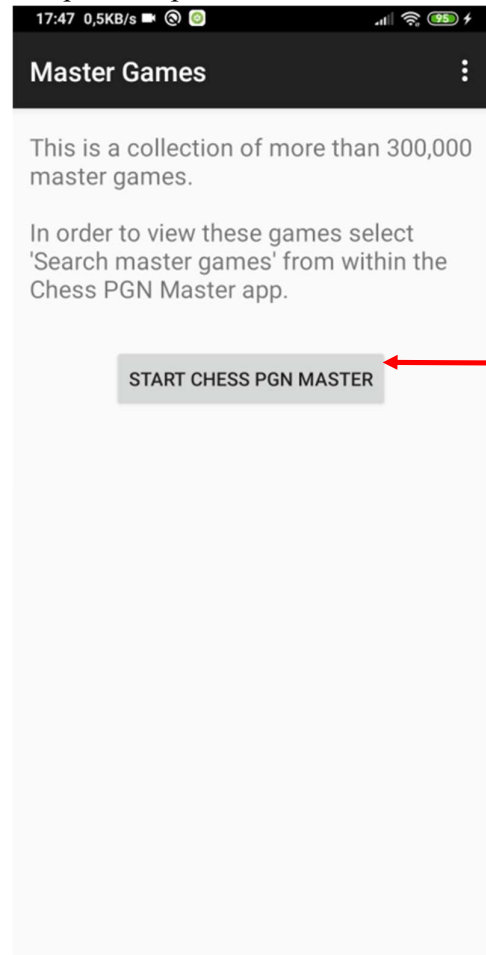 17:47 0,5KB/s 95
Master Games
This is a collection of more than 300,000
master games.
In order to view these games select
'Search master games' from within the
Chess PGN Master app.
START CHESS PGN MASTER